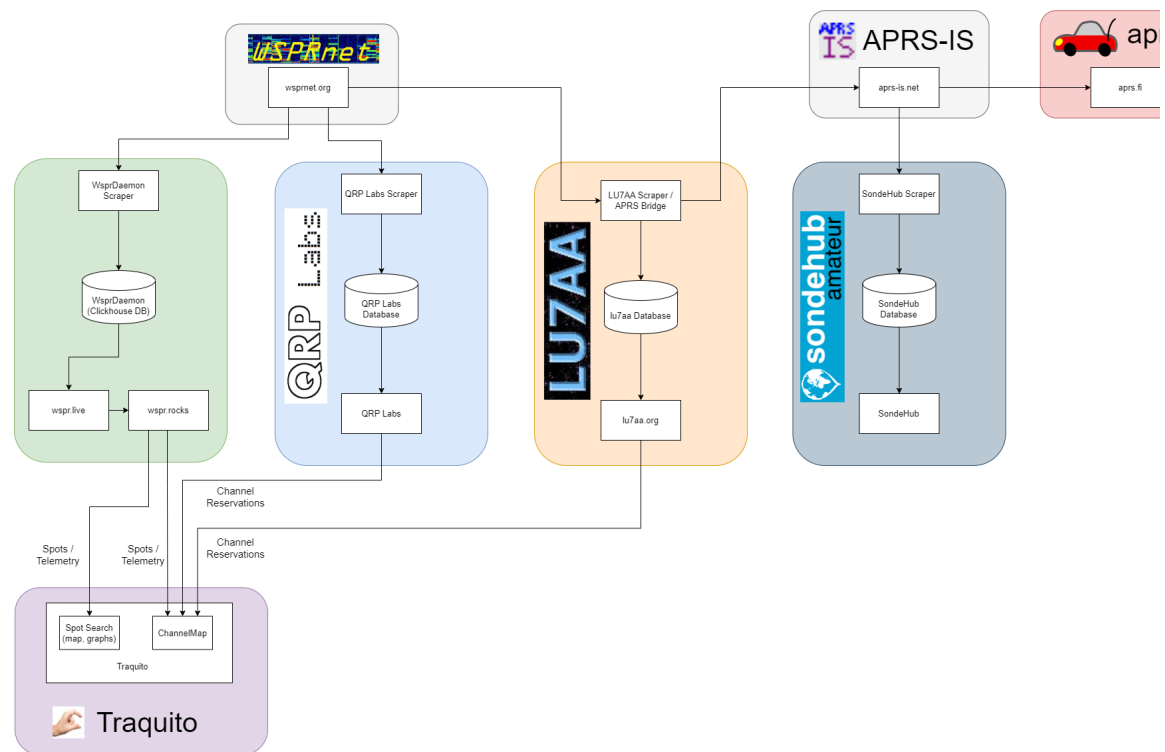 WSPRnet
wsprnet.org
APRS
IS
APRS-IS
aprs-is.net
ap
aprs.fi
WsprDaemon
Scraper
WsprDaemon
(Clickhouse DB)
wspr.live
wspr.rocks
QRP Labs Scraper
QRP Labs
QRP Labs
Database
QRP Labs
LU7AA Scraper /
APRS Bridge
LU7AA
lu7aa Database
lu7aa.org
SondeHub Scraper
sondehub
amateur
SondeHub
Database
SondeHub
Channel
Reservations
Channel
Reservations
Spots /
Telemetry
Spots /
Telemetry
Spot Search
(map, graphs)
ChannelMap
Traquito
Traquito